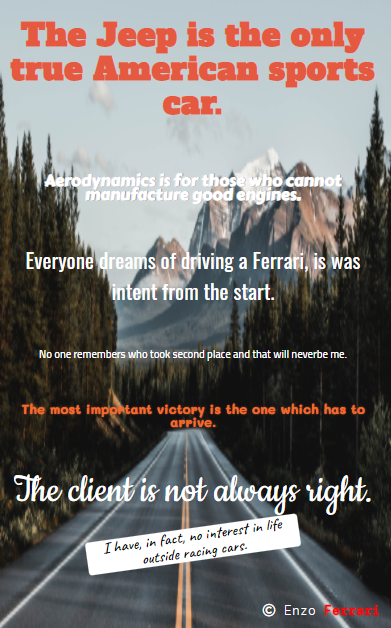 The Jeep is the only
true American sports
car.
Aerodynamics is for those who cannot
manufacture good engines.
Everyone dreams of driving a Ferrari, is was
intent from the start.
No one remembers who took second place and that will neverbe me.
The most important victory is the one which has to
arrive.
The client is not always right.
I have, in fact, no interest in life
outside racing cars.
© Enzo Ferrari